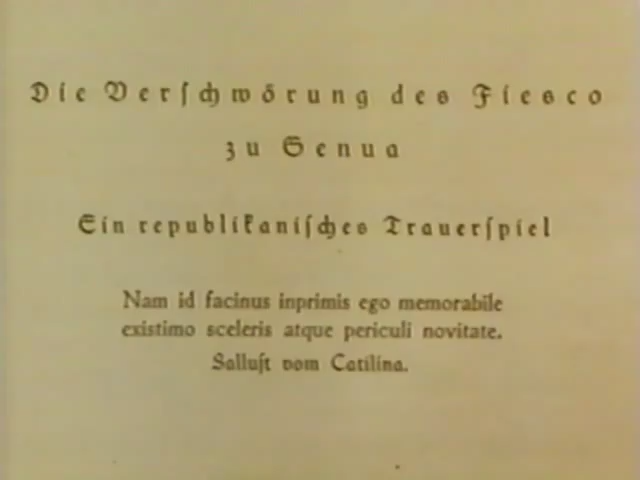 Die Verſchwörung des Fiesco
zu Genua
Ein republikaniſches Trauerſpiel
Nam id facinus inprimis ego memorabile
existimo sceleris atque periculi novitate.
Salluſt vom Catilina.